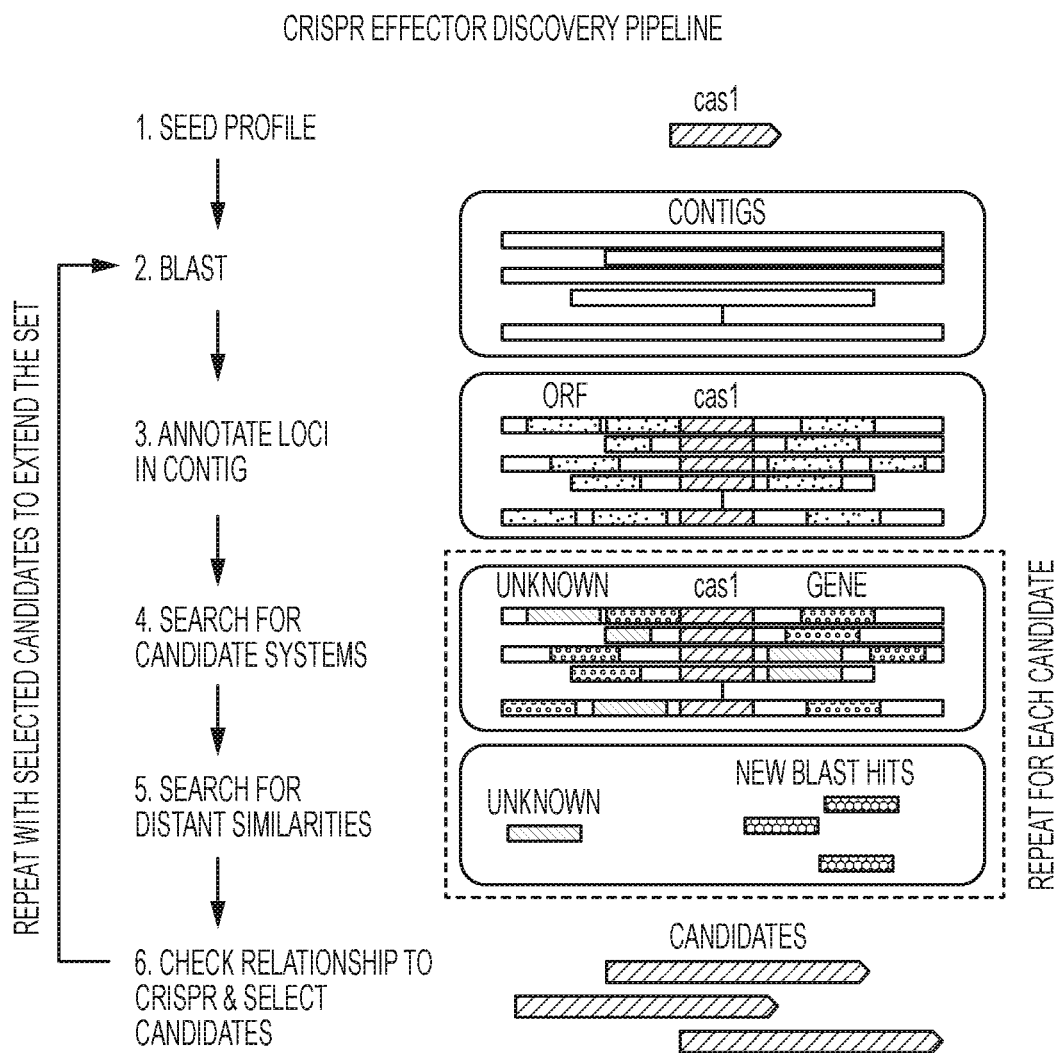 CRISPR EFFECTOR DISCOVERY PIPELINE
1. SEED PROFILE
cas1
2. BLAST
CONTIGS
3. ANNOTATE LOCI
IN CONTIG
ORF
cas1
4. SEARCH FOR
CANDIDATE SYSTEMS
UNKNOWN
cas1
GENE
5. SEARCH FOR
DISTANT SIMILARITIES
UNKNOWN
NEW BLAST HITS
6. CHECK RELATIONSHIP TO
CRISPR & SELECT
CANDIDATES
CANDIDATES
REPEAT WITH SELECTED CANDIDATES TO EXTEND THE SET
REPEAT FOR EACH CANDIDATE